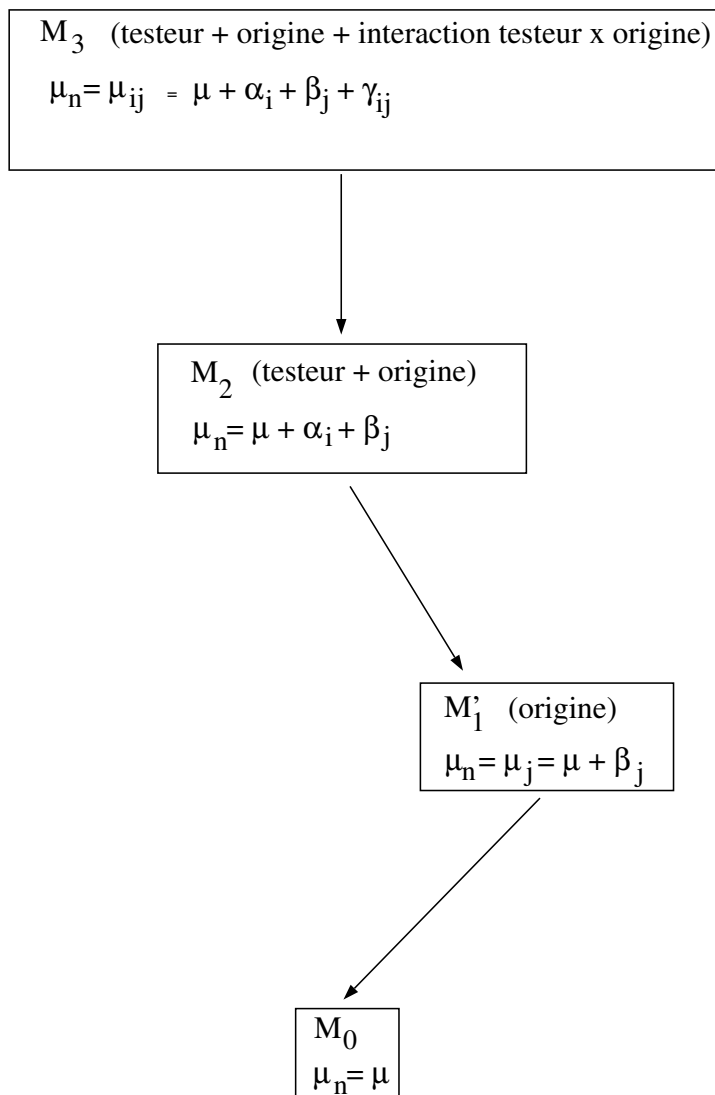 M₃ (testeur + origine + interaction testeur x origine)
μₙ= μᵢⱼ = μ + αᵢ + βⱼ + γᵢⱼ
M₂ (testeur + origine)
μₙ= μ + αᵢ + βⱼ
M'₁ (origine)
μₙ= μⱼ = μ + βⱼ
M₀
μₙ= μ